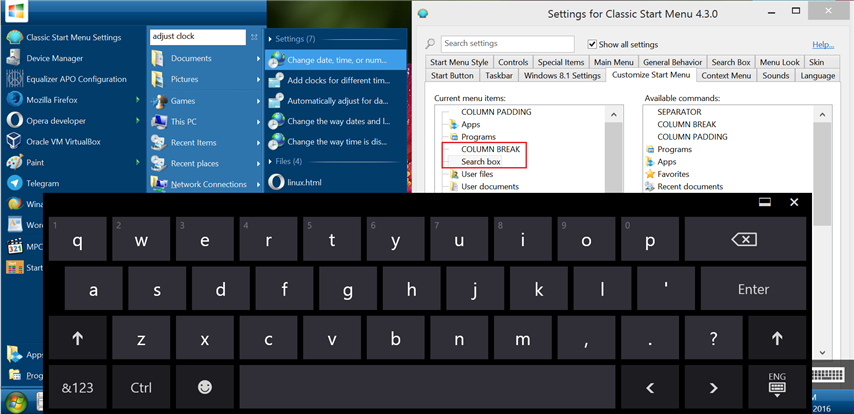 Classic Start Menu Settings
Device Manager
Equalizer APO Configuration
Mozilla Firefox
Opera developer
Oracle VM VirtualBox
Paint
Telegram
Wina
Word
MPC
Start
Apps
Prog
adjust clock
Documents
Pictures
Games
This PC
Recent Items
Recent places
Network Connections
Settings (7)
Change date, time, or num...
Add clocks for different tim...
Automatically adjust for da...
Change the way dates and l...
Change the way time is dis...
Files (4)
linux.html
Settings for Classic Start Menu 4.3.0
Search settings
Show all settings
Help...
Start Menu Style Controls Special Items Main Menu General Behavior Search Box Menu Look Skin
Start Button Taskbar Windows 8.1 Settings Customize Start Menu Context Menu Sounds Language
Current menu items:
COLUMN PADDING
Apps
Programs
COLUMN BREAK
Search box
User files
User documents
Available commands:
SEPARATOR
COLUMN BREAK
COLUMN PADDING
Programs
Apps
Favorites
Recent documents
1 2 3 4 5 6 7 8 9 0
q w e r t y u i o p
a s d f g h j k l ' Enter
z x c v b n m , . ?
&123 Ctrl < > ENG
M
2016